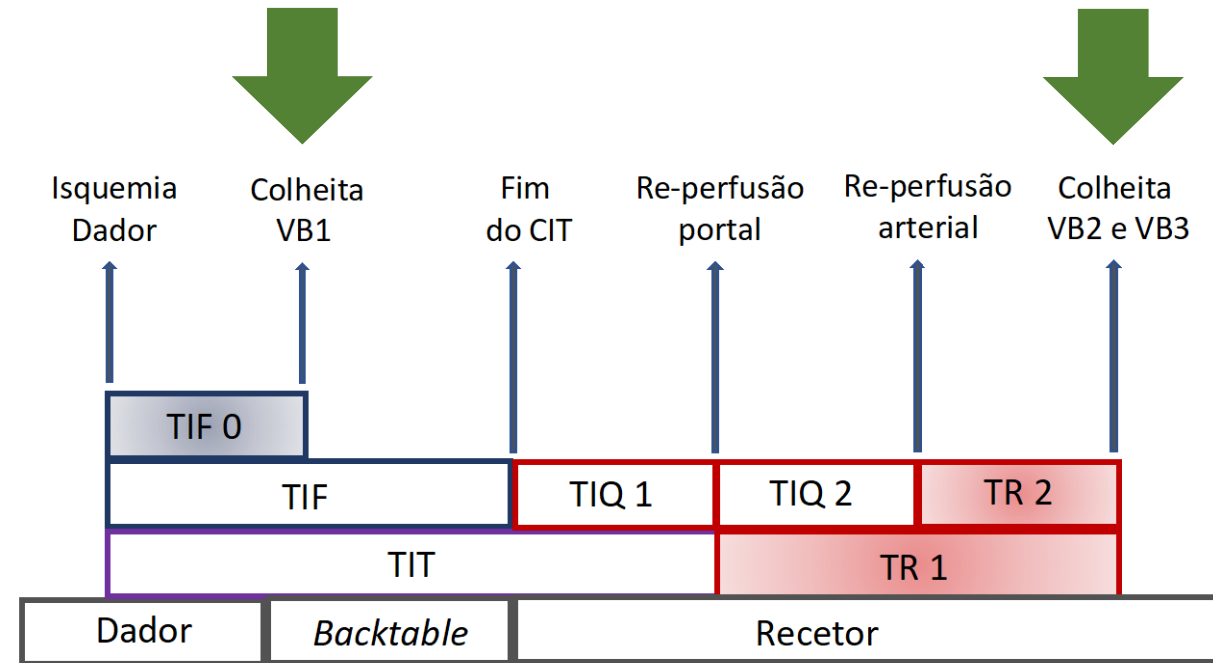 Isquemia
Dador
Colheita
VB1
Fim
do CIT
Re-perfusão
portal
Re-perfusão
arterial
Colheita
VB2 e VB3
TIF 0
TIF
TIQ 1
TIQ 2
TR 2
TIT
TR 1
Dador
Backtable
Recetor